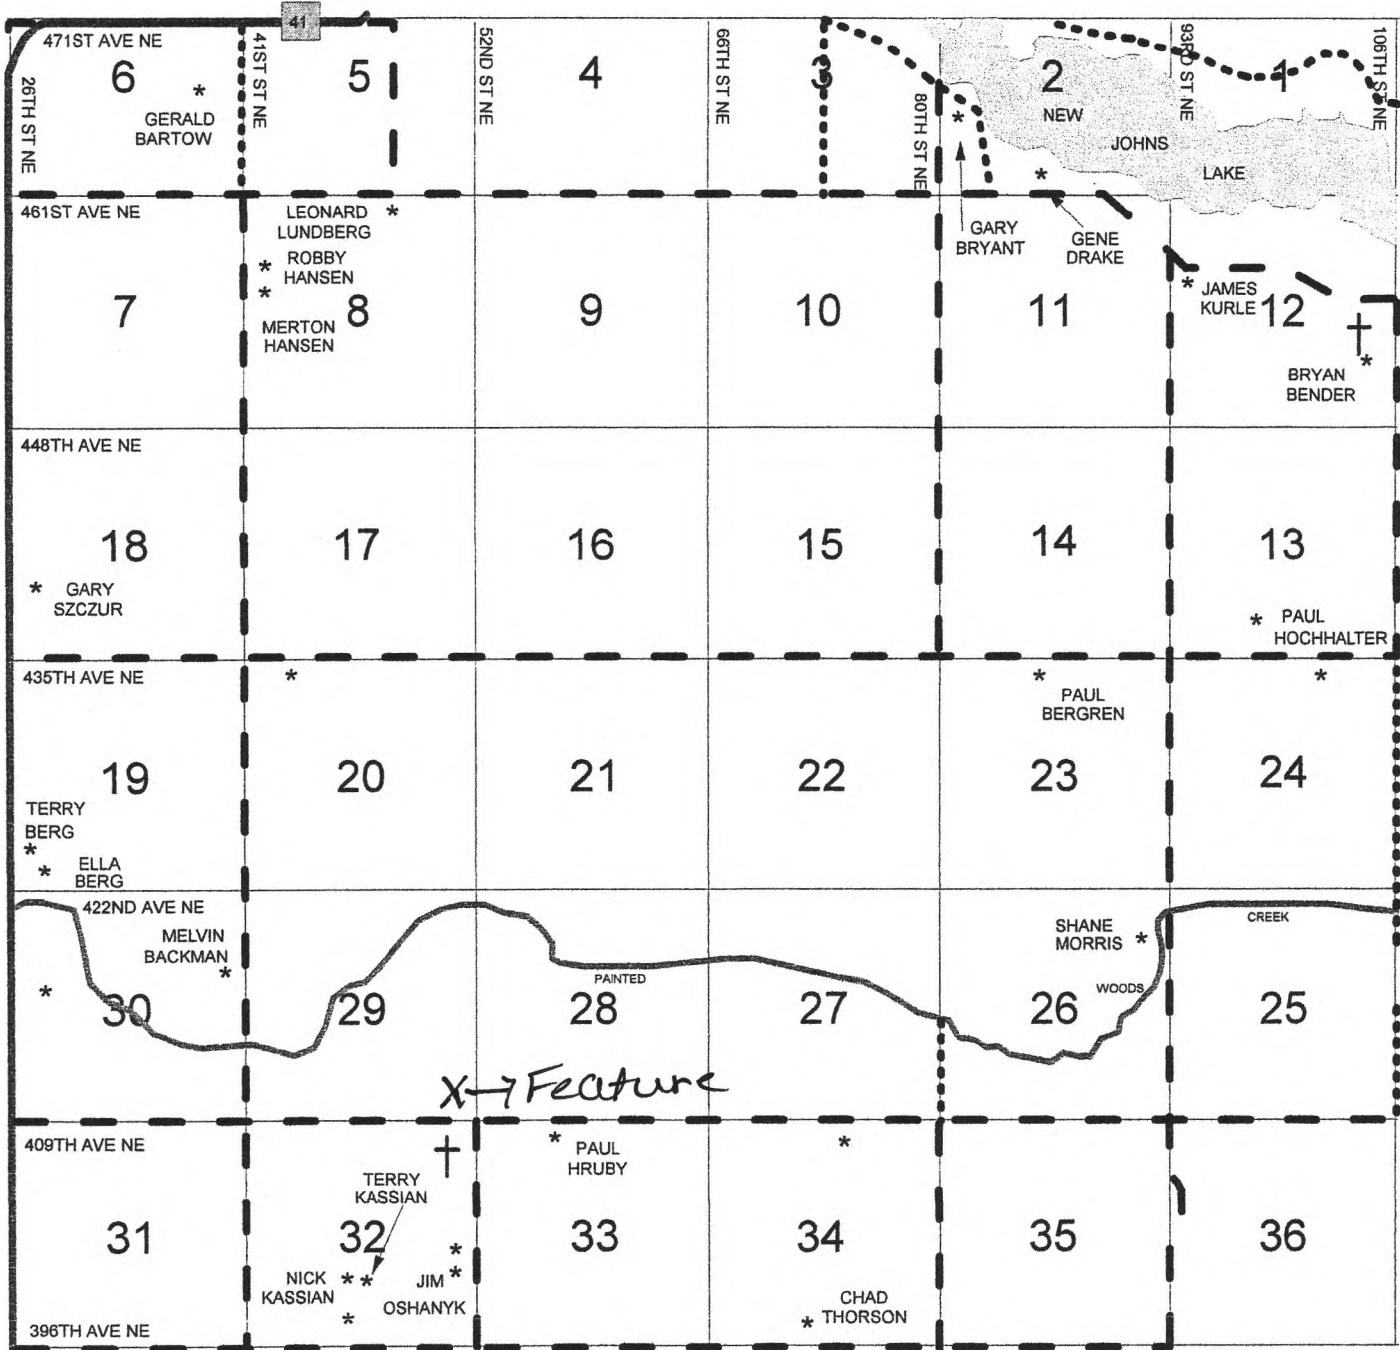 41
471ST AVE NE
26TH ST NE
41ST ST NE
52ND ST NE
66TH ST NE
80TH ST NE
93RD ST NE
106TH ST NE
6
5
4
3
2
1
GERALD
BARTOW
NEW
JOHNS
LAKE
461ST AVE NE
LEONARD
LUNDBERG
ROBBY
HANSEN
MERTON
HANSEN
GARY
BRYANT
GENE
DRAKE
JAMES
KURLE
BRYAN
BENDER
7
8
9
10
11
12
448TH AVE NE
18
17
16
15
14
13
GARY
SZCZUR
PAUL
HOCHHALTER
435TH AVE NE
PAUL
BERGREN
19
20
21
22
23
24
TERRY
BERG
ELLA
BERG
422ND AVE NE
MELVIN
BACKMAN
SHANE
MORRIS
CREEK
PAINTED
WOODS
30
29
28
27
26
25
X→Feature
409TH AVE NE
TERRY
KASSIAN
PAUL
HRUBY
31
32
33
34
35
36
NICK
KASSIAN
JIM
OSHANYK
CHAD
THORSON
396TH AVE NE